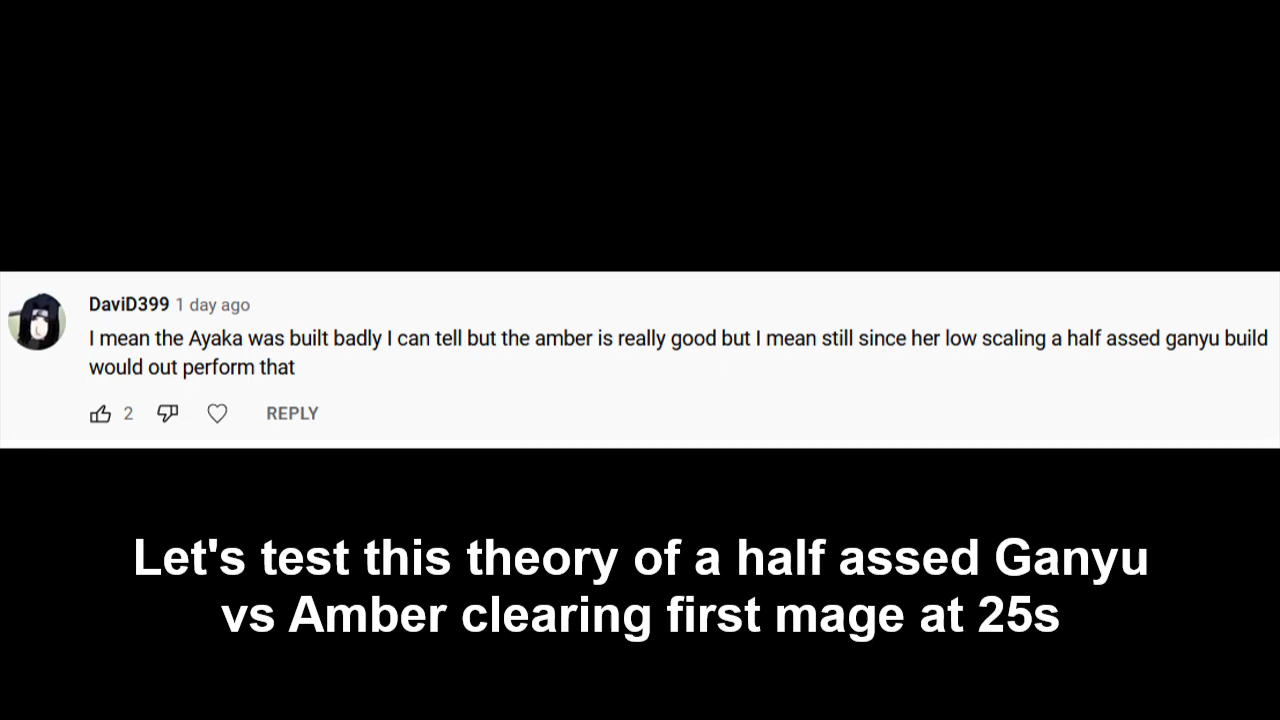 DaviD399 1 day ago
I mean the Ayaka was built badly I can tell but the amber is really good but I mean still since her low scaling a half assed ganyu build
would out perform that
2 REPLY
Let's test this theory of a half assed Ganyu
vs Amber clearing first mage at 25s